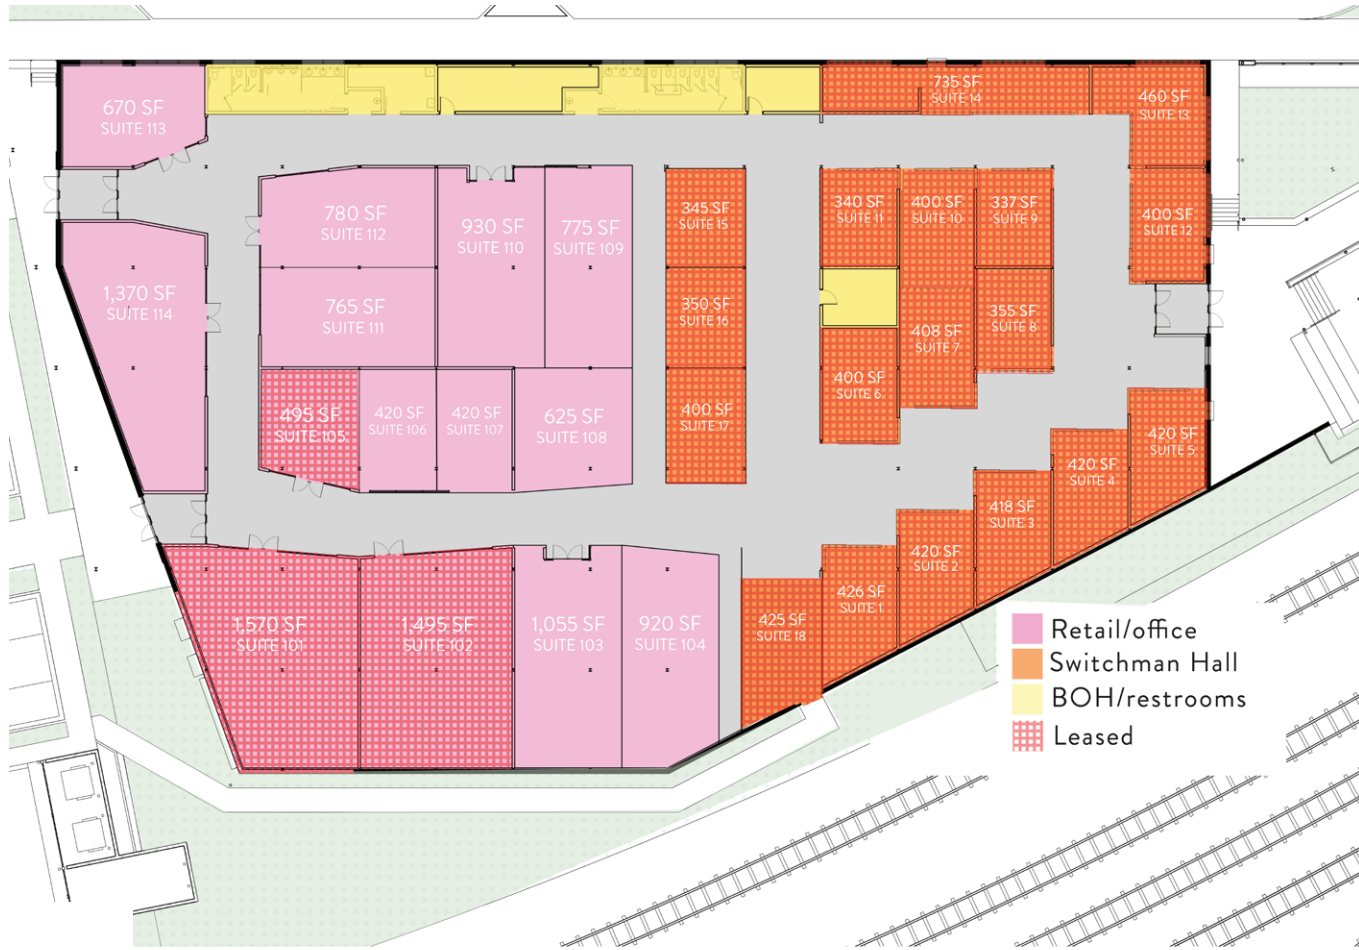 670 SF
SUITE 113
735 SF
SUITE 14
460 SF
SUITE 13
780 SF
SUITE 112
930 SF
SUITE 110
775 SF
SUITE 109
345 SF
SUITE 15
340 SF
SUITE 11
400 SF
SUITE 10
337 SF
SUITE 9
400 SF
SUITE 12
1,370 SF
SUITE 114
765 SF
SUITE 111
350 SF
SUITE 16
408 SF
SUITE 7
355 SF
SUITE 8
495 SF
SUITE 105
420 SF
SUITE 106
420 SF
SUITE 107
625 SF
SUITE 108
400 SF
SUITE 17
400 SF
SUITE 6
420 SF
SUITE 5
420 SF
SUITE 4
418 SF
SUITE 3
420 SF
SUITE 2
426 SF
SUITE 1
425 SF
SUITE 18
1,570 SF
SUITE 101
1,495 SF
SUITE 102
1,055 SF
SUITE 103
920 SF
SUITE 104
Retail/office
Switchman Hall
BOH/restrooms
Leased